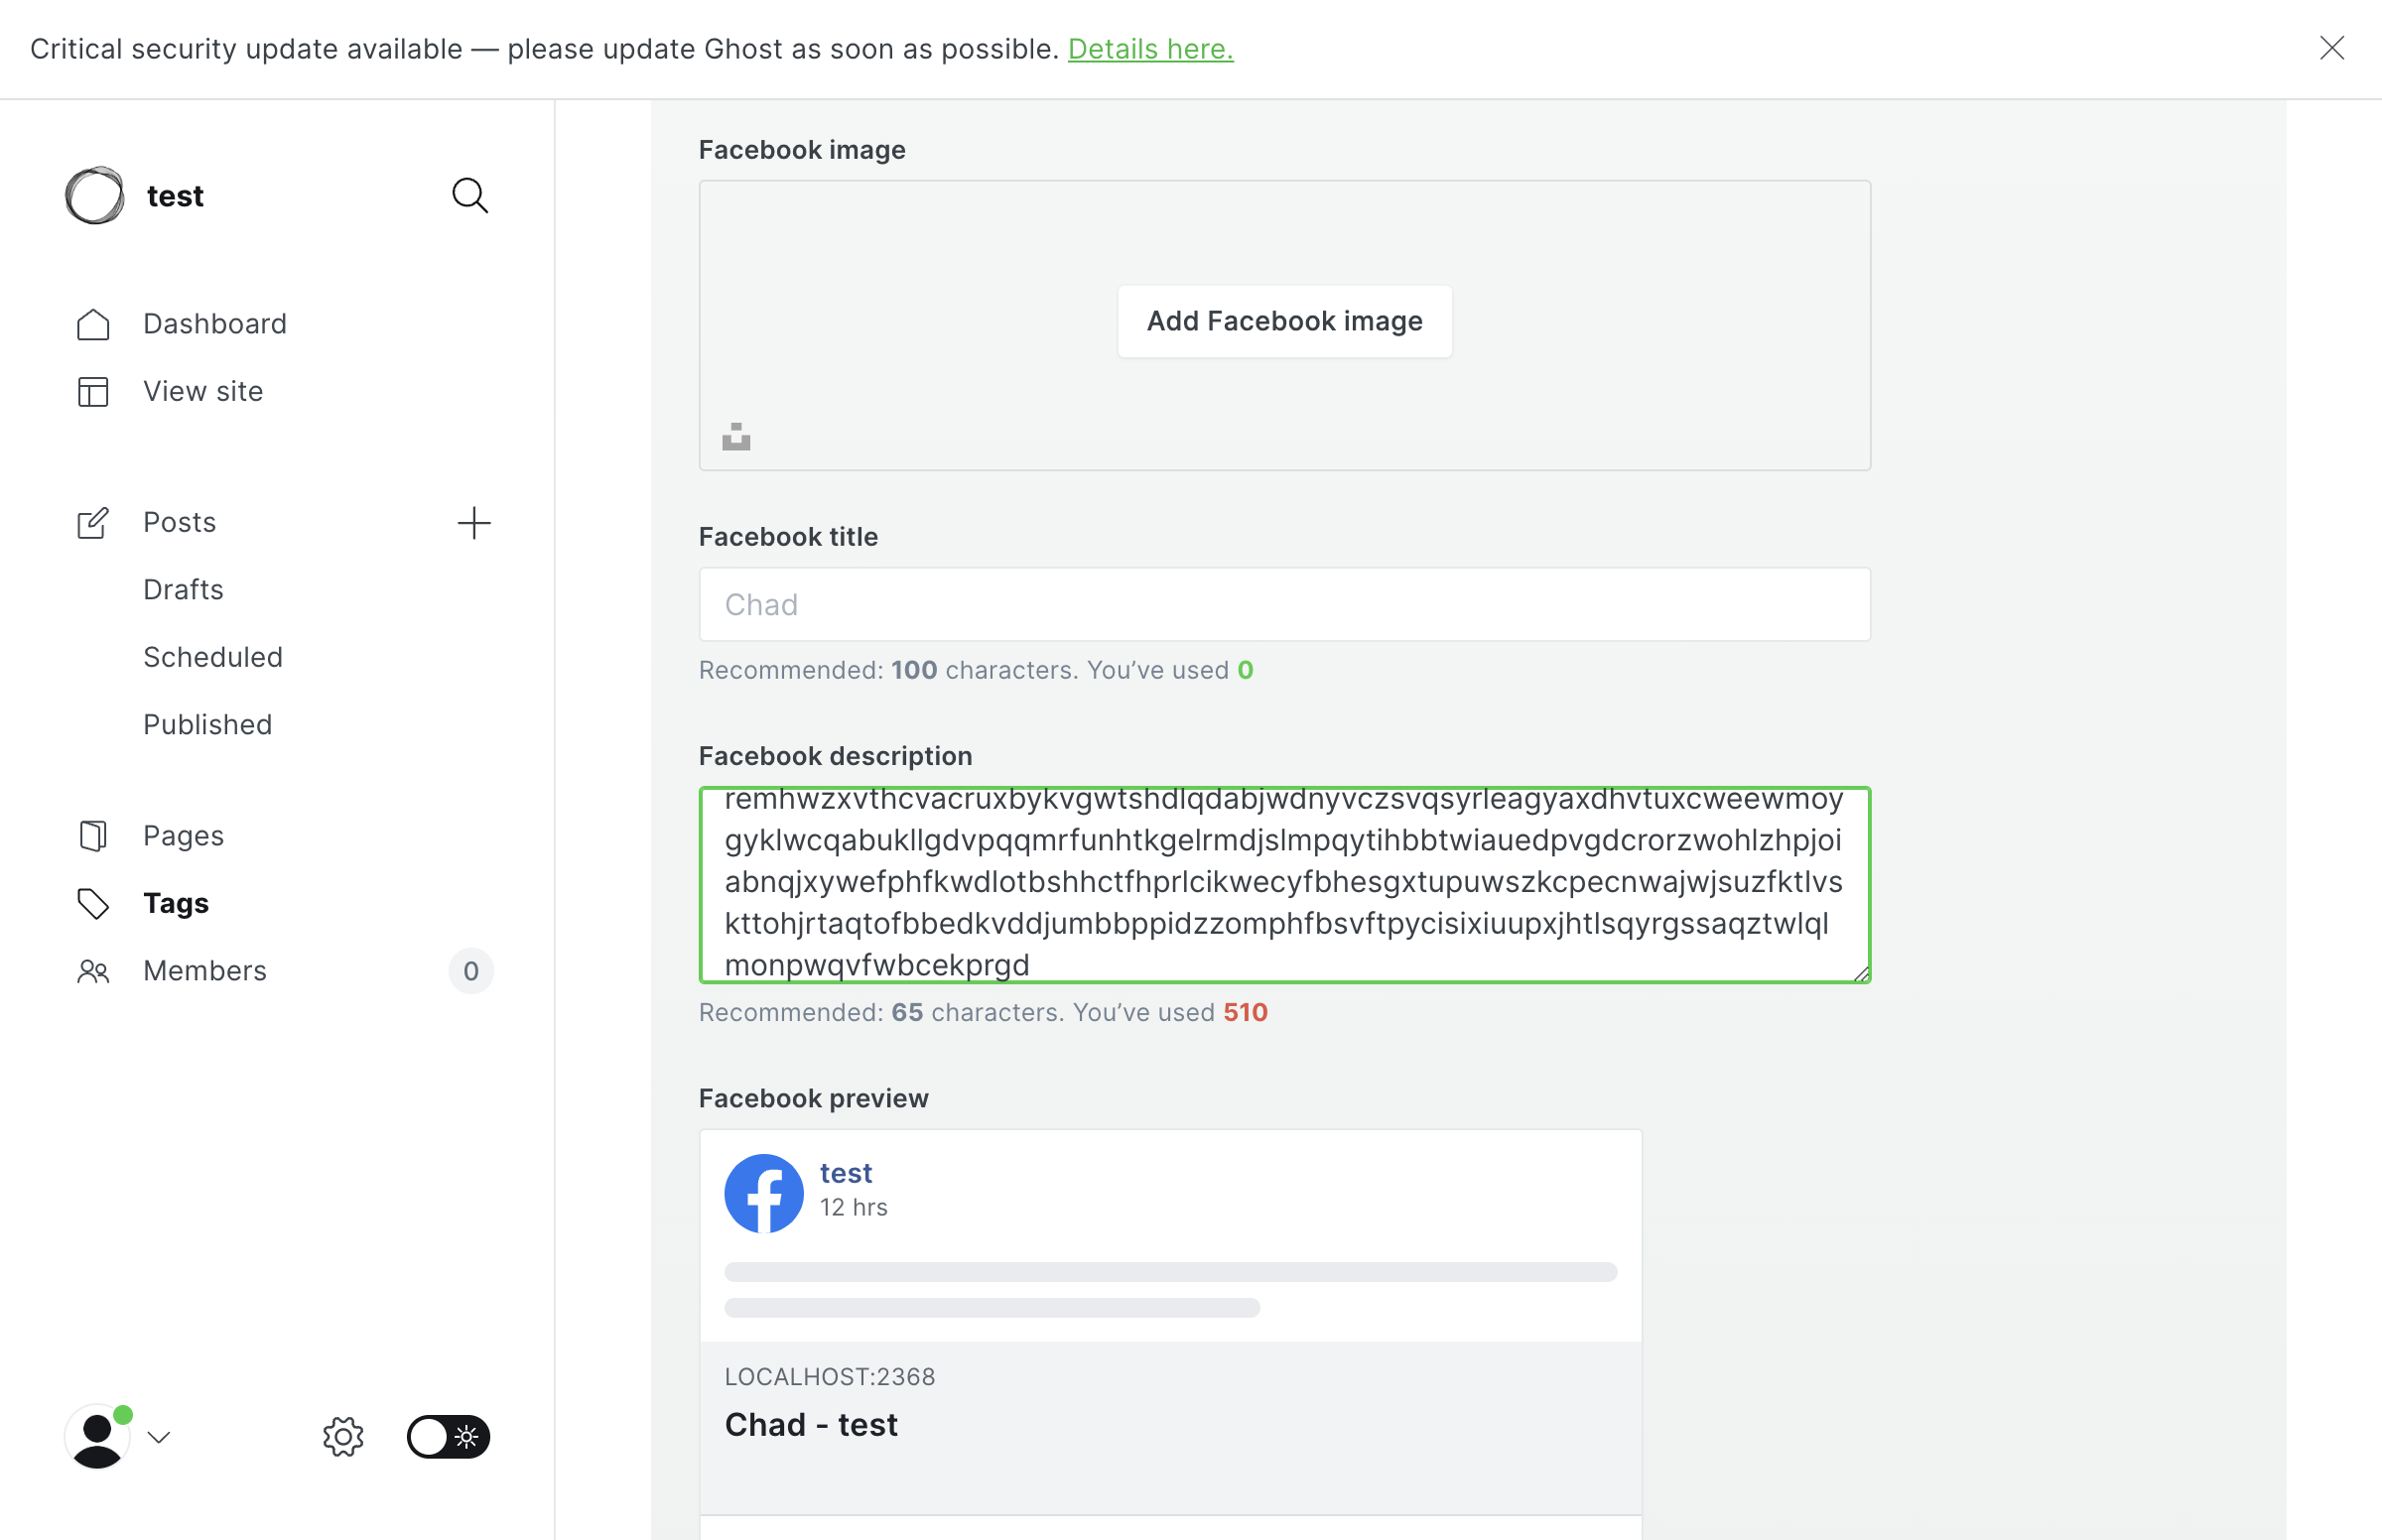 Critical security update available — please update Ghost as soon as possible. Details here.
test
Dashboard
View site
Posts
Drafts
Scheduled
Published
Pages
Tags
Members
0
Facebook image
Add Facebook image
Facebook title
Chad
Recommended: 100 characters. You’ve used 0
Facebook description
remhwzxvthcvacruxbykvgwtshdlqdabjwdnyvczsvqsyrleagyaxdhvtuxcweewmoy
gyklwcqabukllgdvpqqmrfunhtkgelrmdjslmpqytihbbtwiauedpvgdcrorzwohlzhpjoi
abnqjxywefphfkwdlotbshhctfhprlcikwecyfbhesgxtupuwszkcpecnwajwjsuzfktlvs
kttohjrtaqtofbbedkvddjumbbppidzzomphfbsvftpycisixiuupxjhtlsqyrgssaqztwlql
monpwqvfwbcekprgd
Recommended: 65 characters. You’ve used 510
Facebook preview
test
12 hrs
LOCALHOST:2368
Chad - test